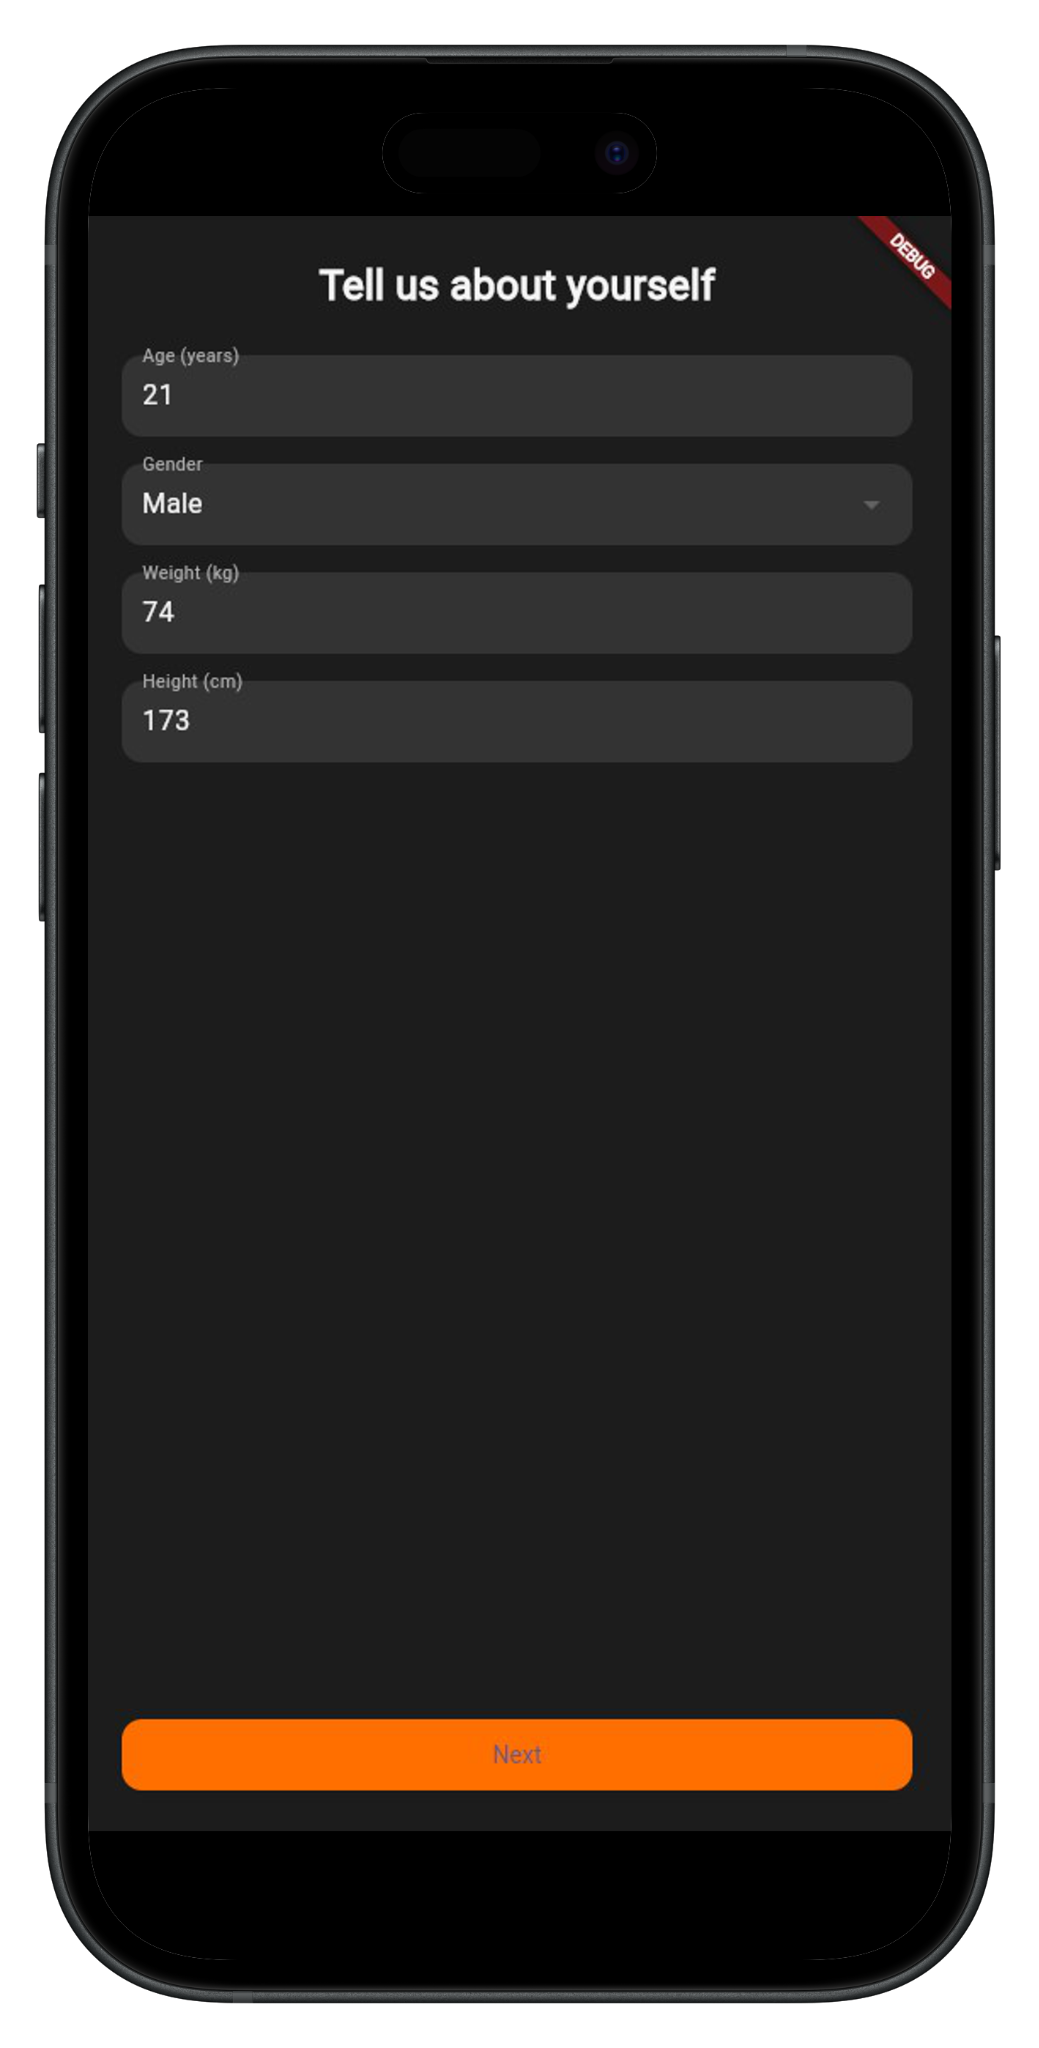 DEBUG
Tell us about yourself
Age (years)
21
Gender
Male
Weight (kg)
74
Height (cm)
173
Next